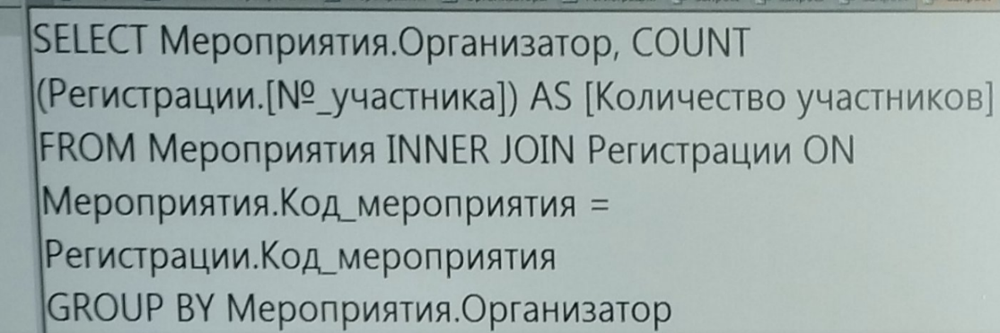 SELECT Мероприятия.Организатор, COUNT
(Регистрации.[№_участника]) AS [Количество участников]
FROM Мероприятия INNER JOIN Регистрации ON
Мероприятия.Код_мероприятия =
Регистрации.Код_мероприятия
GROUP BY Мероприятия.Организатор